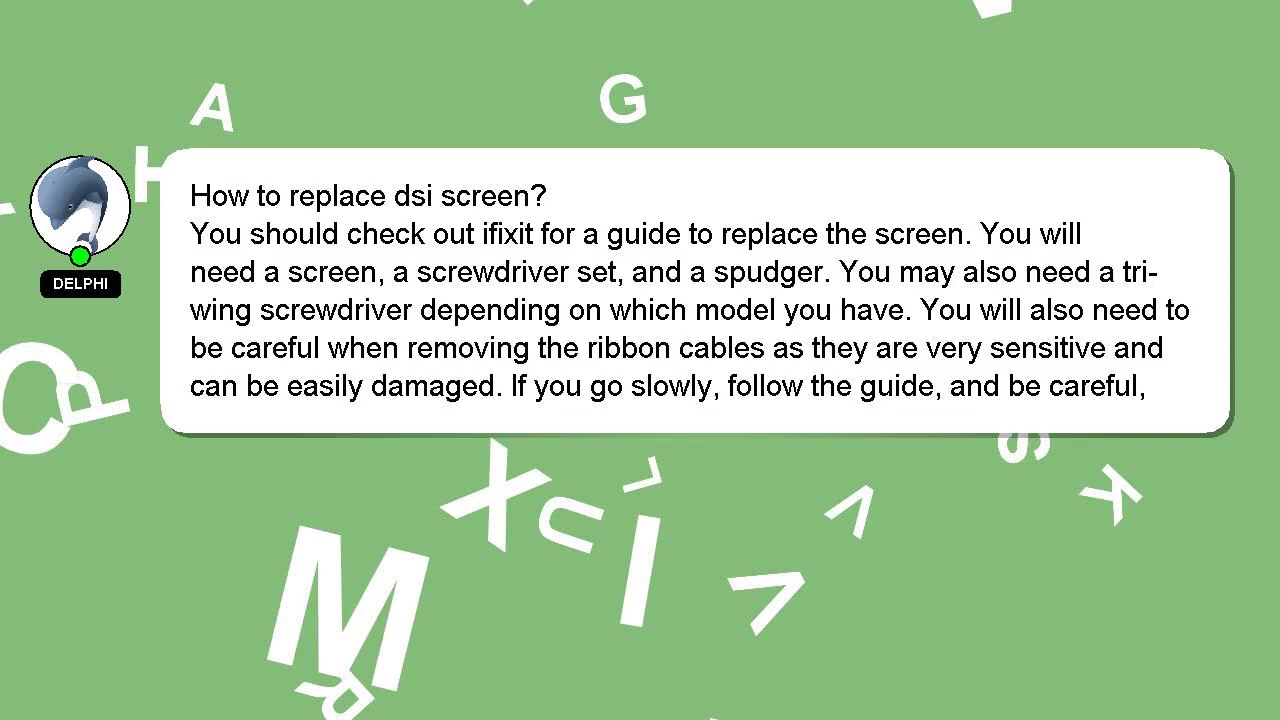 A
G
H
DELPHI
How to replace dsi screen?
You should check out ifixit for a guide to replace the screen. You will
need a screen, a screwdriver set, and a spudger. You may also need a tri-
wing screwdriver depending on which model you have. You will also need to
be careful when removing the ribbon cables as they are very sensitive and
can be easily damaged. If you go slowly, follow the guide, and be careful,
C
P
S
X
U
L
I
V
K
V
M
R